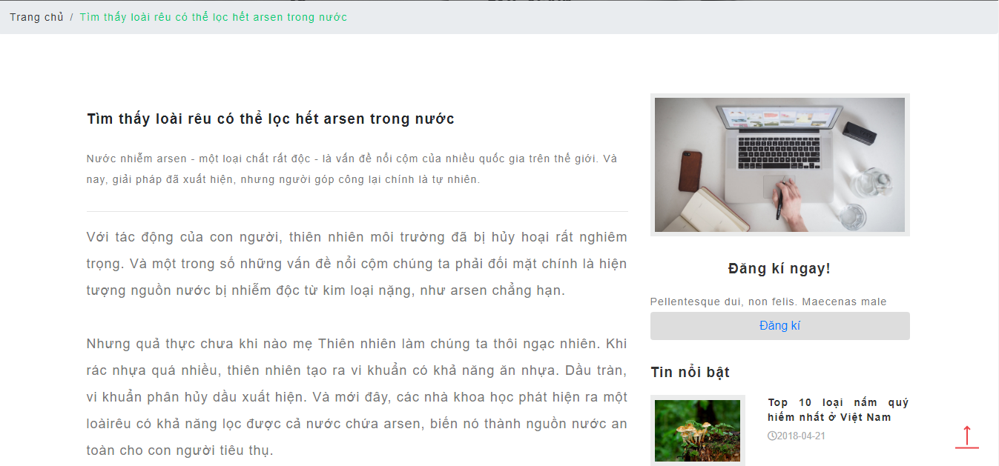 Trang chủ / Tìm thấy loài rêu có thể lọc hết arsen trong nước
Tìm thấy loài rêu có thể lọc hết arsen trong nước
Nước nhiễm arsen - một loại chất rất độc - là vấn đề nổi cộm của nhiều quốc gia trên thế giới. Và
nay, giải pháp đã xuất hiện, nhưng người góp công lại chính là tự nhiên.
Với tác động của con người, thiên nhiên môi trường đã bị hủy hoại rất nghiêm
trọng. Và một trong số những vấn đề nổi cộm chúng ta phải đối mặt chính là hiện
tượng nguồn nước bị nhiễm độc từ kim loại nặng, như arsen chẳng hạn.
Nhưng quả thực chưa khi nào mẹ Thiên nhiên làm chúng ta thôi ngạc nhiên. Khi
rác nhựa quá nhiều, thiên nhiên tạo ra vi khuẩn có khả năng ăn nhựa. Dầu tràn,
vi khuẩn phân hủy dầu xuất hiện. Và mới đây, các nhà khoa học phát hiện ra một
loàirêu có khả năng lọc được cả nước chứa arsen, biến nó thành nguồn nước an
toàn cho con người tiêu thụ.
Đăng kí ngay!
Pellentesque dui, non felis. Maecenas male
Đăng kí
Tin nổi bật
Top 10 loại nấm quý
hiếm nhất ở Việt Nam
2018-04-21